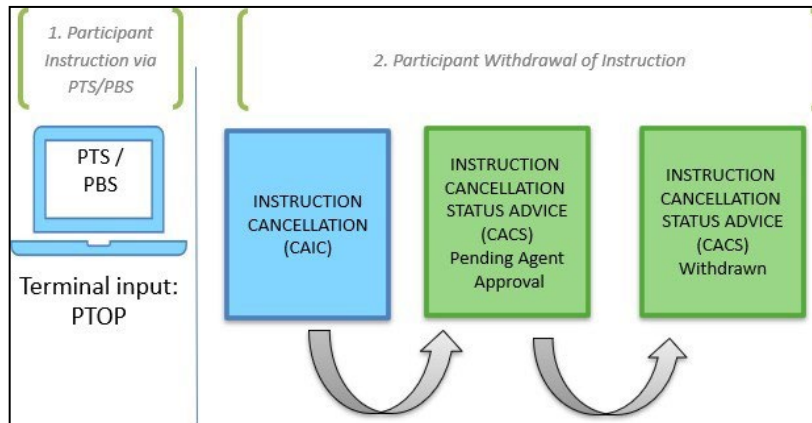 1. Participant
Instruction via
PTS/PBS
2. Participant Withdrawal of Instruction
PTS /
PBS
Terminal input:
PTOP
INSTRUCTION
CANCELLATION
(CAIC)
INSTRUCTION
CANCELLATION
STATUS ADVICE
(CACS)
Pending Agent
Approval
INSTRUCTION
CANCELLATION
STATUS ADVICE
(CACS)
Withdrawn